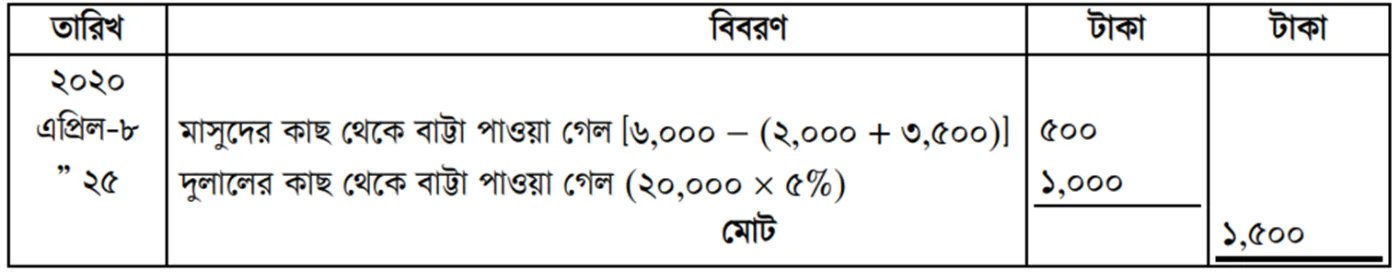 তারিখ বিবরণ টাকা টাকা
২০২০
এপ্রিল-৮ মাসুদের কাছ থেকে বাট্টা পাওয়া গেল [৬,০০০ – (২,০০০ + ৩,৫০০)] ৫০০
” ২৫ দুলালের কাছ থেকে বাট্টা পাওয়া গেল (২০,০০০ × ৫%) ১,০০০
মোট ১,৫০০